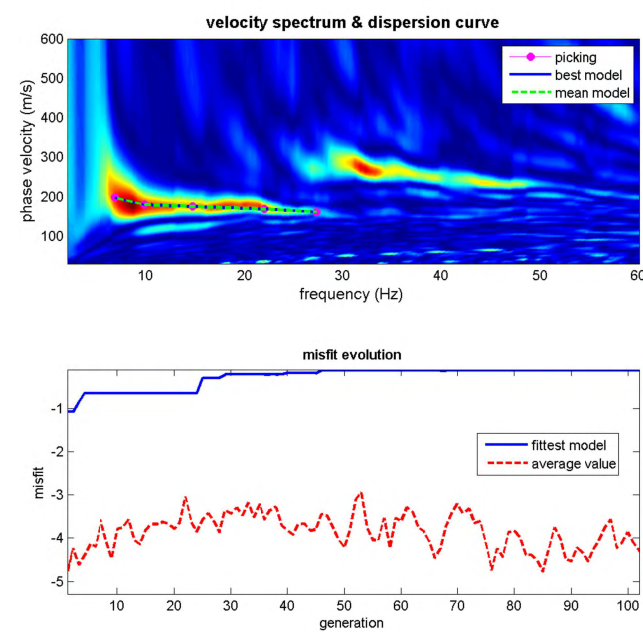 velocity spectrum & dispersion curve
600
500
400
300
200
100
phase velocity (m/s)
picking
best model
mean model
10
20
30
40
50
60
frequency (Hz)
misfit evolution
-1
-2
-3
-4
-5
misfit
fittest model
average value
10
20
30
40
50
60
70
80
90
100
generation